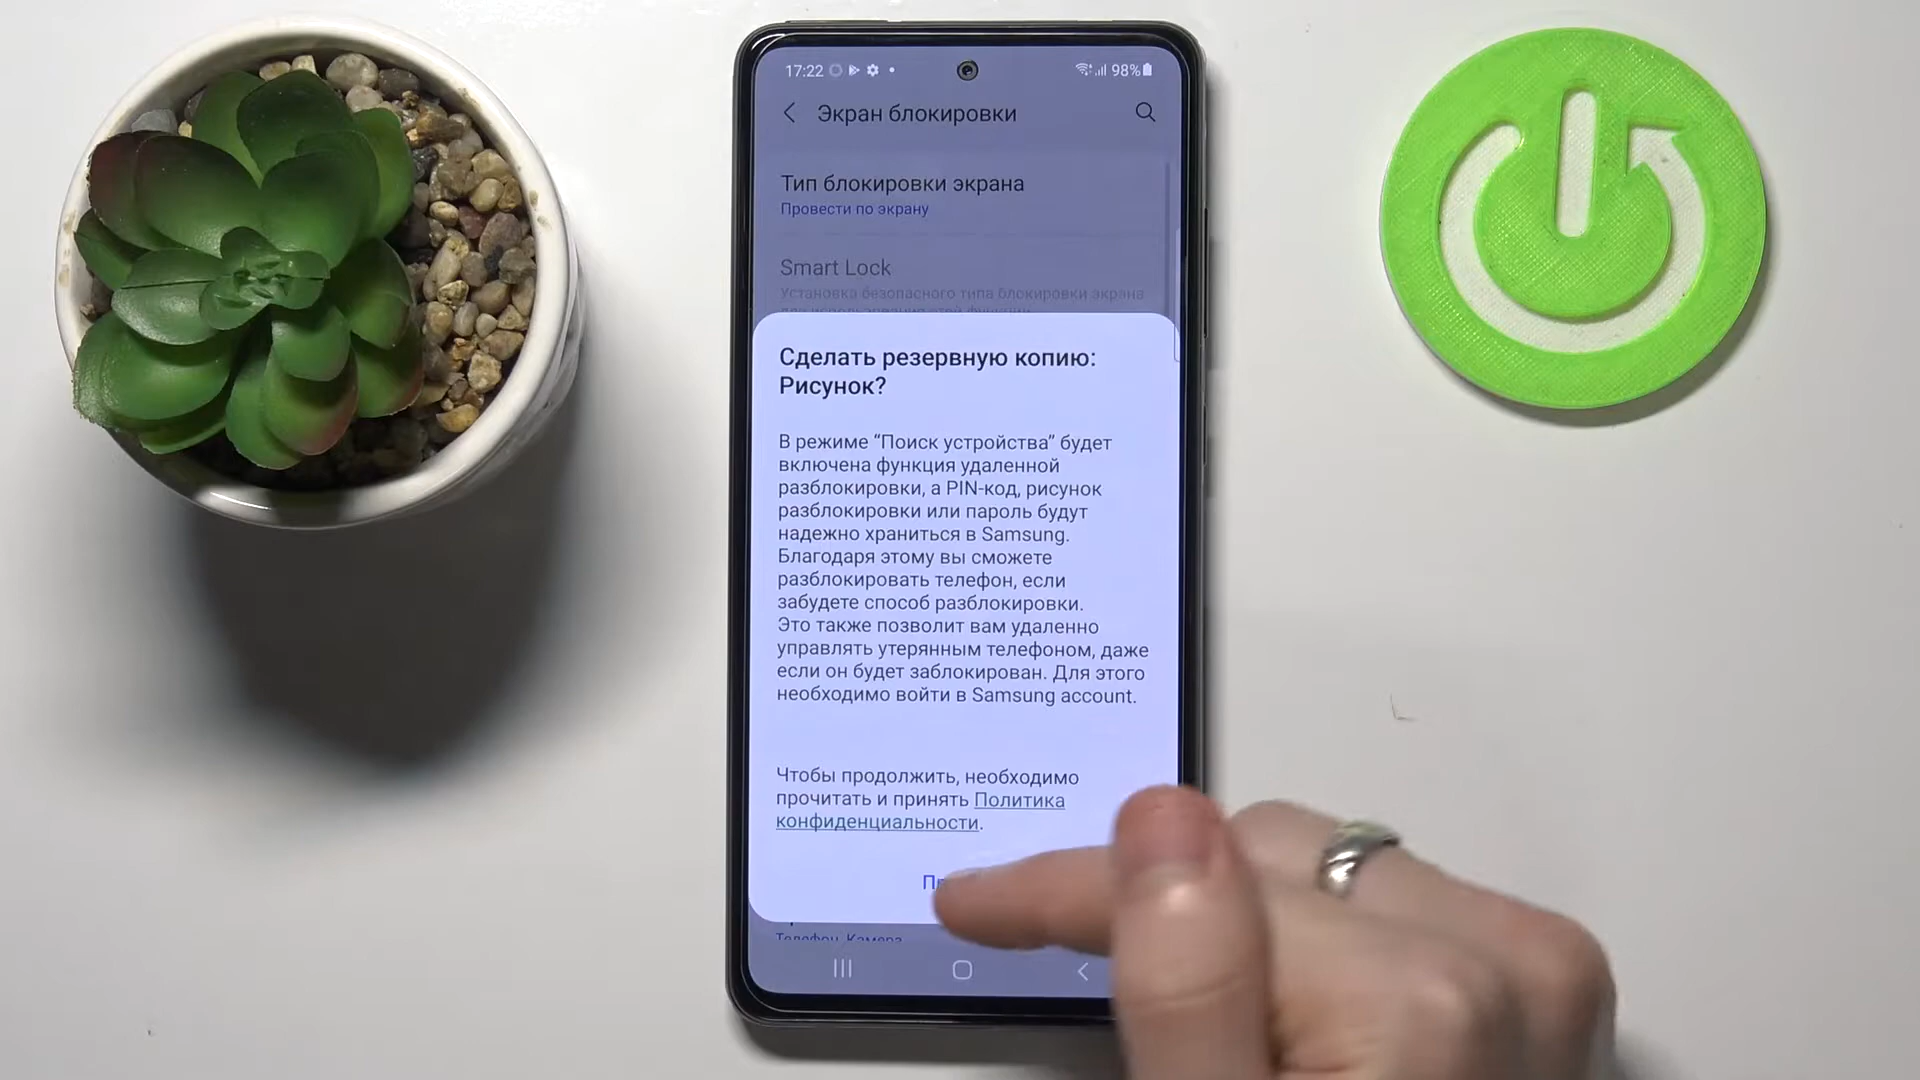 17:22
98%
Экран блокировки
Тип блокировки экрана
Провести по экрану
Smart Lock
Установка безопасного типа блокировки экрана
для использования этой функции
Сделать резервную копию:
Рисунок?
В режиме “Поиск устройства” будет
включена функция удаленной
разблокировки, а PIN-код, рисунок
разблокировки или пароль будут
надежно храниться в Samsung.
Благодаря этому вы сможете
разблокировать телефон, если
забудете способ разблокировки.
Это также позволит вам удаленно
управлять утерянным телефоном, даже
если он будет заблокирован. Для этого
необходимо войти в Samsung account.
Чтобы продолжить, необходимо
прочитать и принять Политика
конфиденциальности.
Телефон, Камера